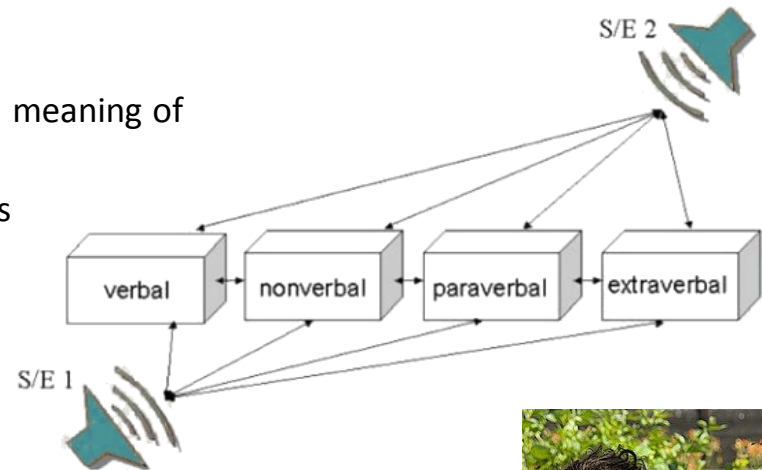 S/E 2
meaning of
s
verbal
nonverbal
paraverbal
extraverbal
S/E 1